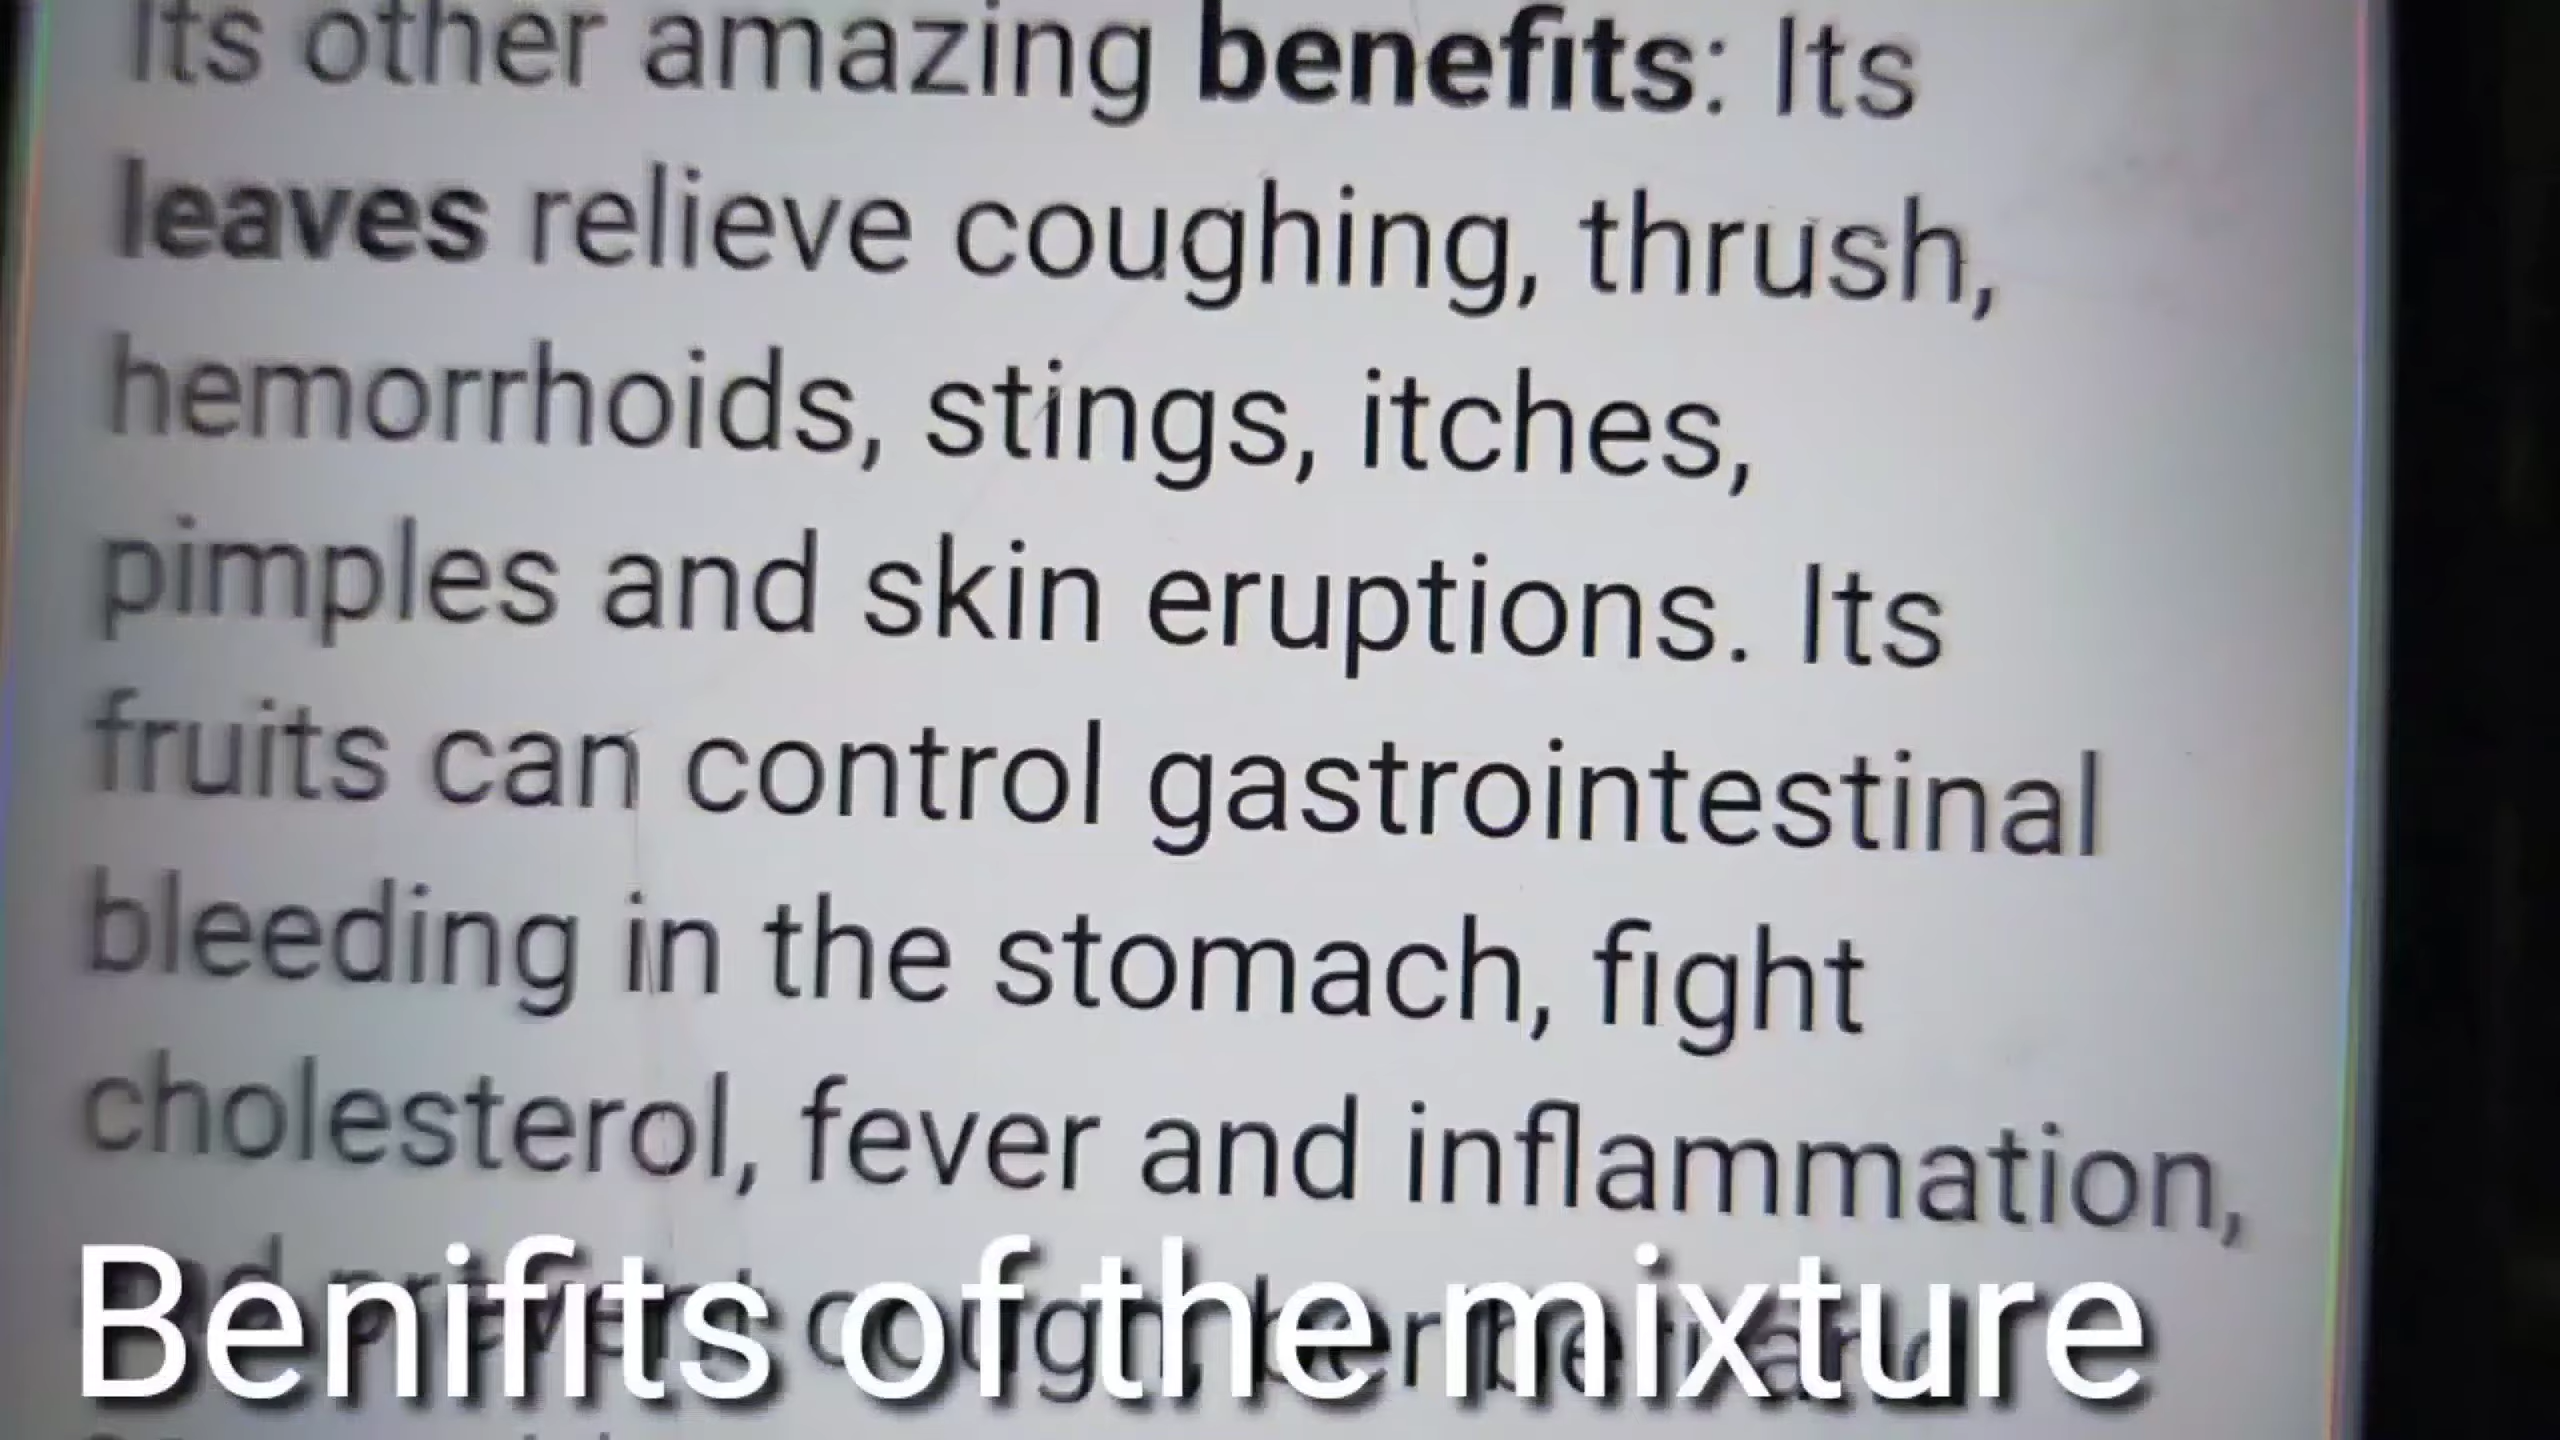 Its other amazing benefits: Its
leaves relieve coughing, thrush,
hemorrhoids, stings, itches,
pimples and skin eruptions. Its
fruits can control gastrointestinal
bleeding in the stomach, fight
cholesterol, fever and inflammation,
cough,
Benifits of the mixture